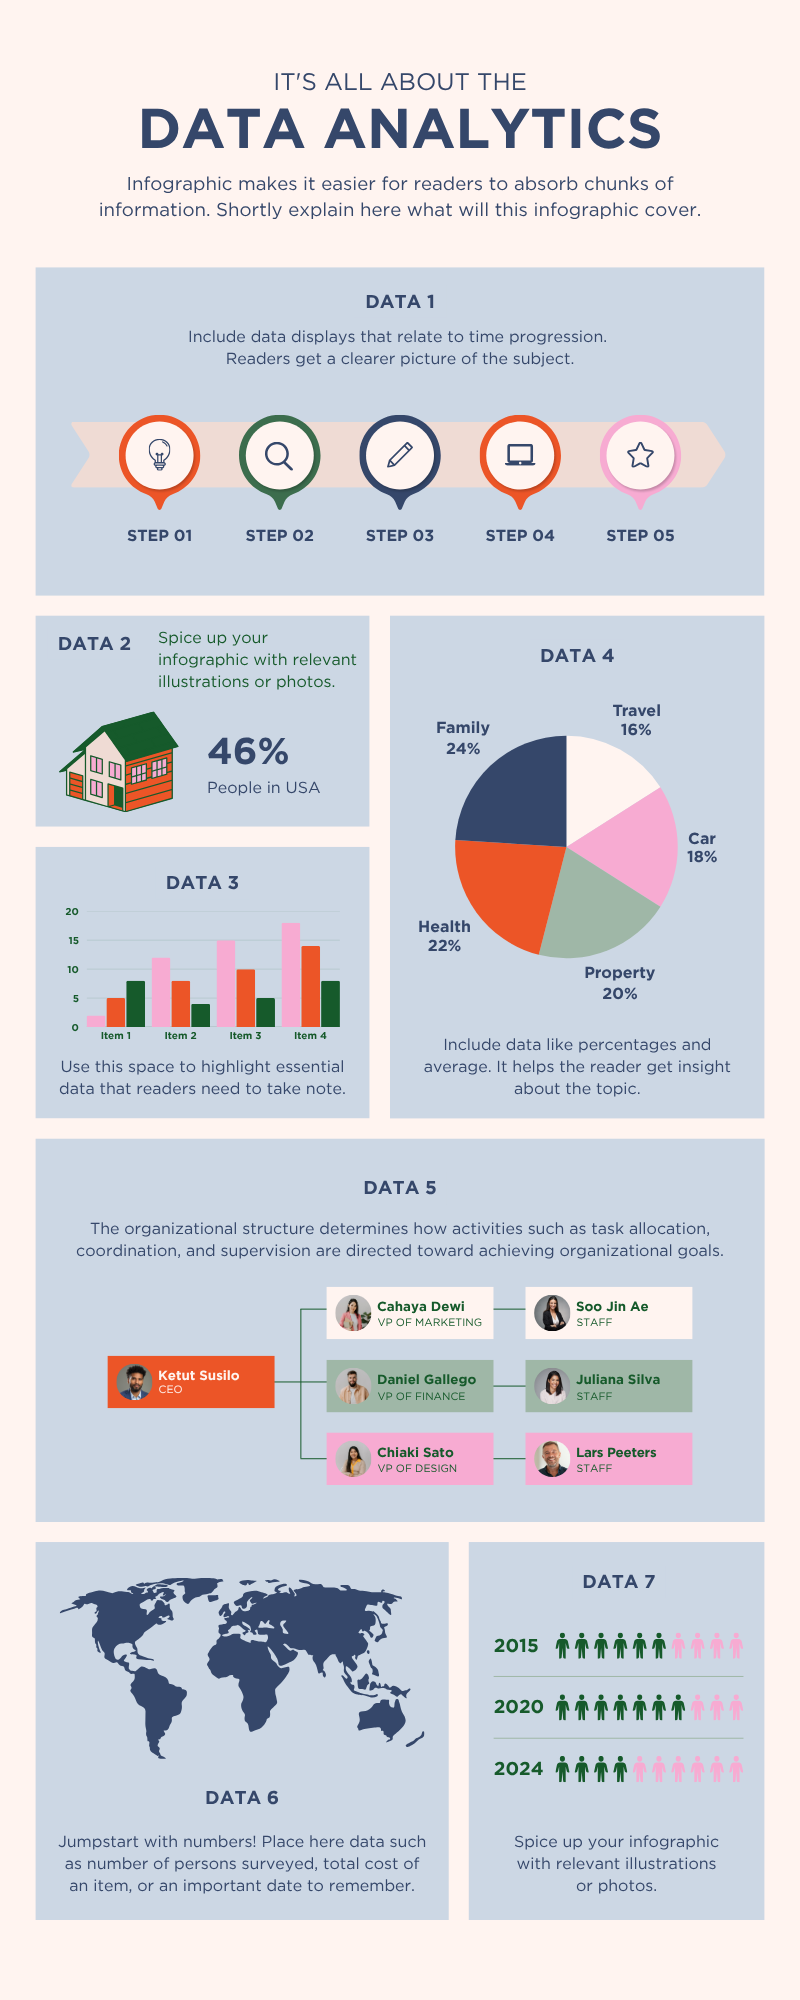 IT'S ALL ABOUT THE
DATA ANALYTICS
Infographic makes it easier for readers to absorb chunks of
information. Shortly explain here what will this infographic cover.
DATA 1
Include data displays that relate to time progression.
Readers get a clearer picture of the subject.
STEP 01
STEP 02
STEP 03
STEP 04
STEP 05
DATA 2
Spice up your
infographic with relevant
illustrations or photos.
46%
People in USA
DATA 3
20
15
10
5
0
Item 1
Item 2
Item 3
Item 4
Use this space to highlight essential
data that readers need to take note.
DATA 4
Travel
16%
Family
24%
Car
18%
Health
22%
Property
20%
Include data like percentages and
average. It helps the reader get insight
about the topic.
DATA 5
The organizational structure determines how activities such as task allocation,
coordination, and supervision are directed toward achieving organizational goals.
Ketut Susilo
CEO
Cahaya Dewi
VP OF MARKETING
Soo Jin Ae
STAFF
Daniel Gallego
VP OF FINANCE
Juliana Silva
STAFF
Chiaki Sato
VP OF DESIGN
Lars Peeters
STAFF
DATA 6
Jumpstart with numbers! Place here data such
as number of persons surveyed, total cost of
an item, or an important date to remember.
DATA 7
2015
2020
2024
Spice up your infographic
with relevant illustrations
or photos.